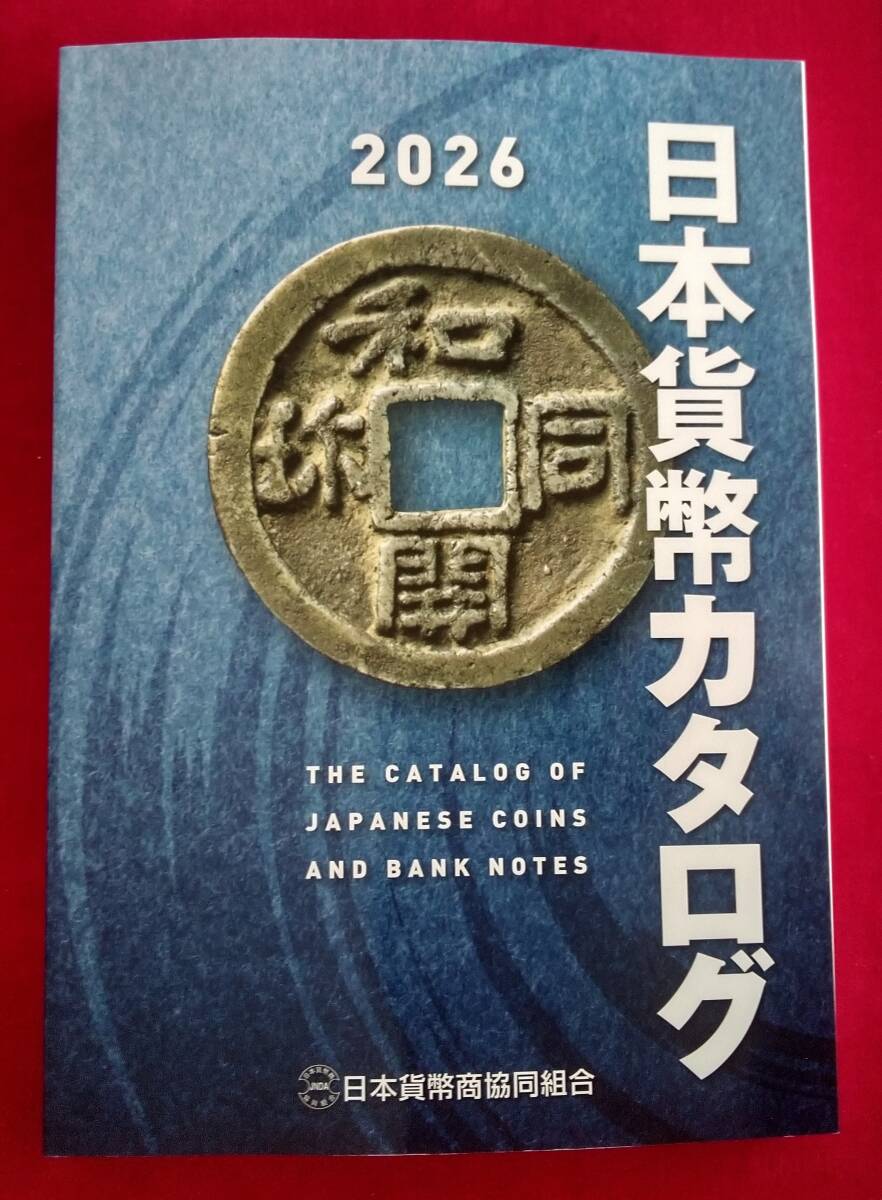 2026
日本貨幣カタログ
和
同
開
珎
THE CATALOG OF
JAPANESE COINS
AND BANK NOTES
JNDA
日本貨幣商協同組合